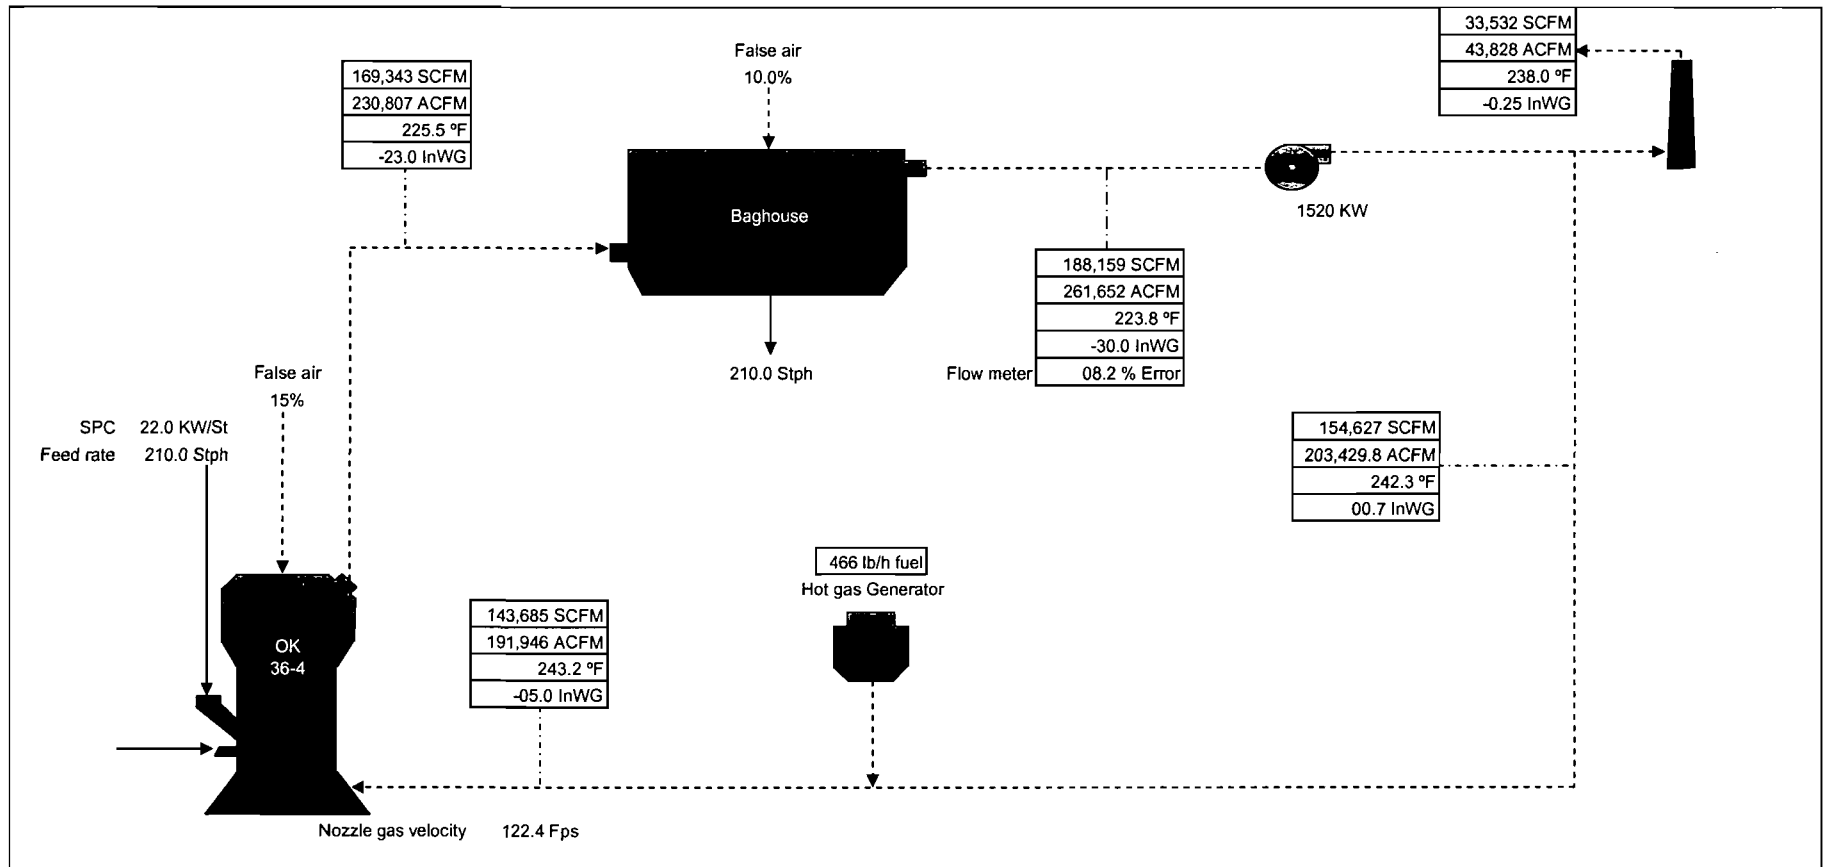 33,532 SCFM
43,828 ACFM
238.0 ºF
-0.25 InWG
False air
10.0%
169,343 SCFM
230,807 ACFM
225.5 ºF
-23.0 InWG
Baghouse
1520 KW
188,159 SCFM
261,652 ACFM
223.8 ºF
-30.0 InWG
Flow meter 08.2 % Error
210.0 Stph
False air
15%
SPC 22.0 KW/St
Feed rate 210.0 Stph
154,627 SCFM
203,429.8 ACFM
242.3 ºF
00.7 InWG
466 lb/h fuel
Hot gas Generator
143,685 SCFM
191,946 ACFM
243.2 ºF
-05.0 InWG
OK
36-4
Nozzle gas velocity 122.4 Fps